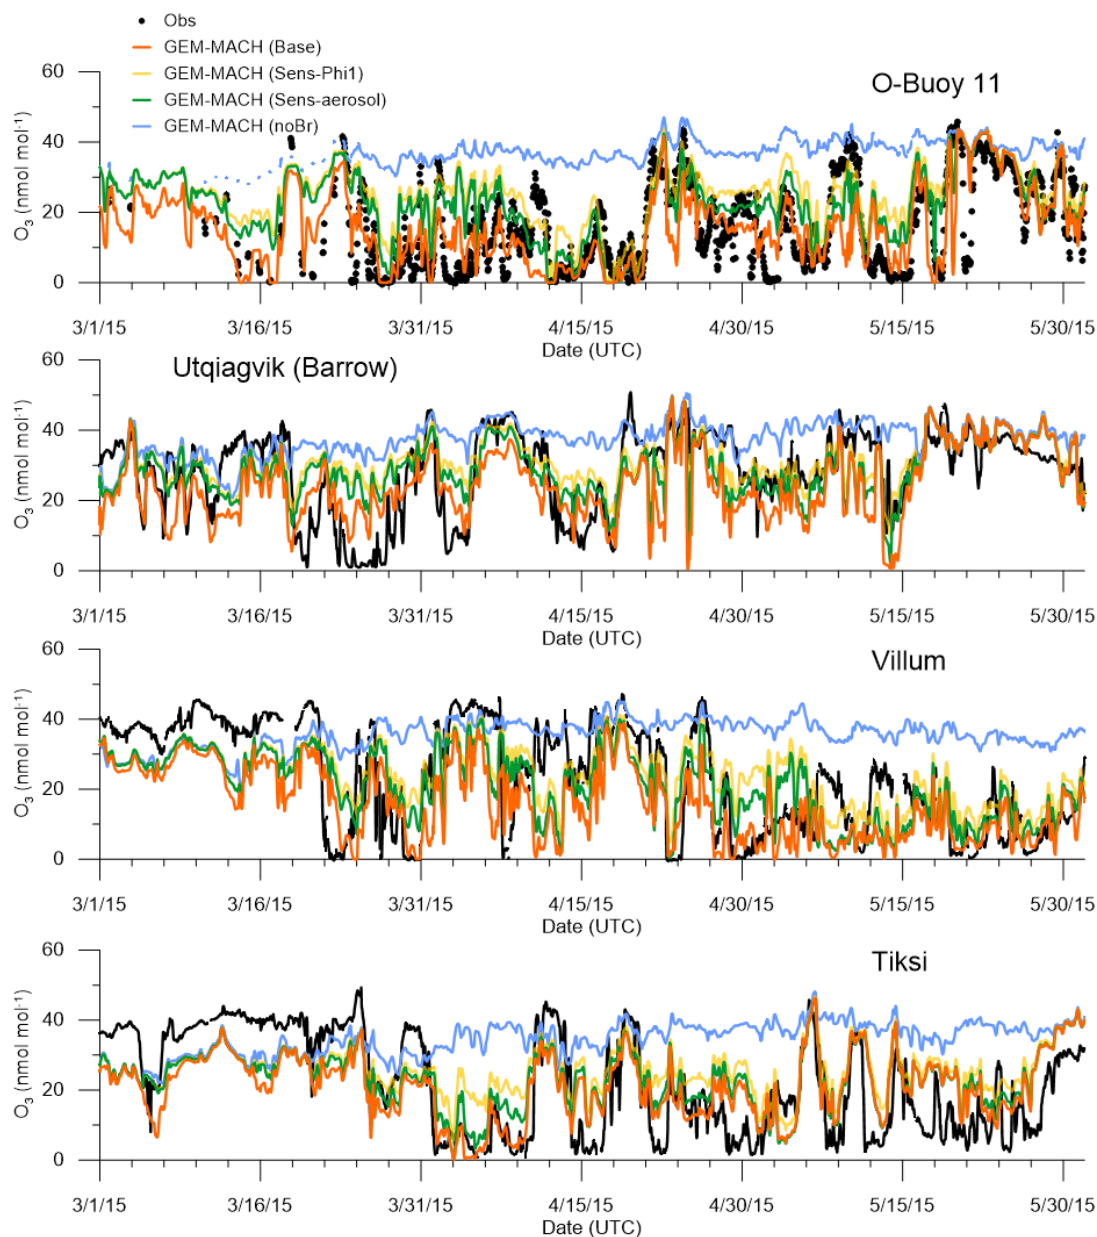 Obs
GEM-MACH (Base)
GEM-MACH (Sens-Phi1)
GEM-MACH (Sens-aerosol)
GEM-MACH (noBr)
O-Buoy 11
60
40
20
0
O₃ (nmol mol⁻¹)
3/1/15 3/16/15 3/31/15 4/15/15 4/30/15 5/15/15 5/30/15
Date (UTC)
Utqiagvik (Barrow)
60
40
20
0
O₃ (nmol mol⁻¹)
3/1/15 3/16/15 3/31/15 4/15/15 4/30/15 5/15/15 5/30/15
Date (UTC)
Villum
60
40
20
0
O₃ (nmol mol⁻¹)
3/1/15 3/16/15 3/31/15 4/15/15 4/30/15 5/15/15 5/30/15
Date (UTC)
Tiksi
60
40
20
0
O₃ (nmol mol⁻¹)
3/1/15 3/16/15 3/31/15 4/15/15 4/30/15 5/15/15 5/30/15
Date (UTC)